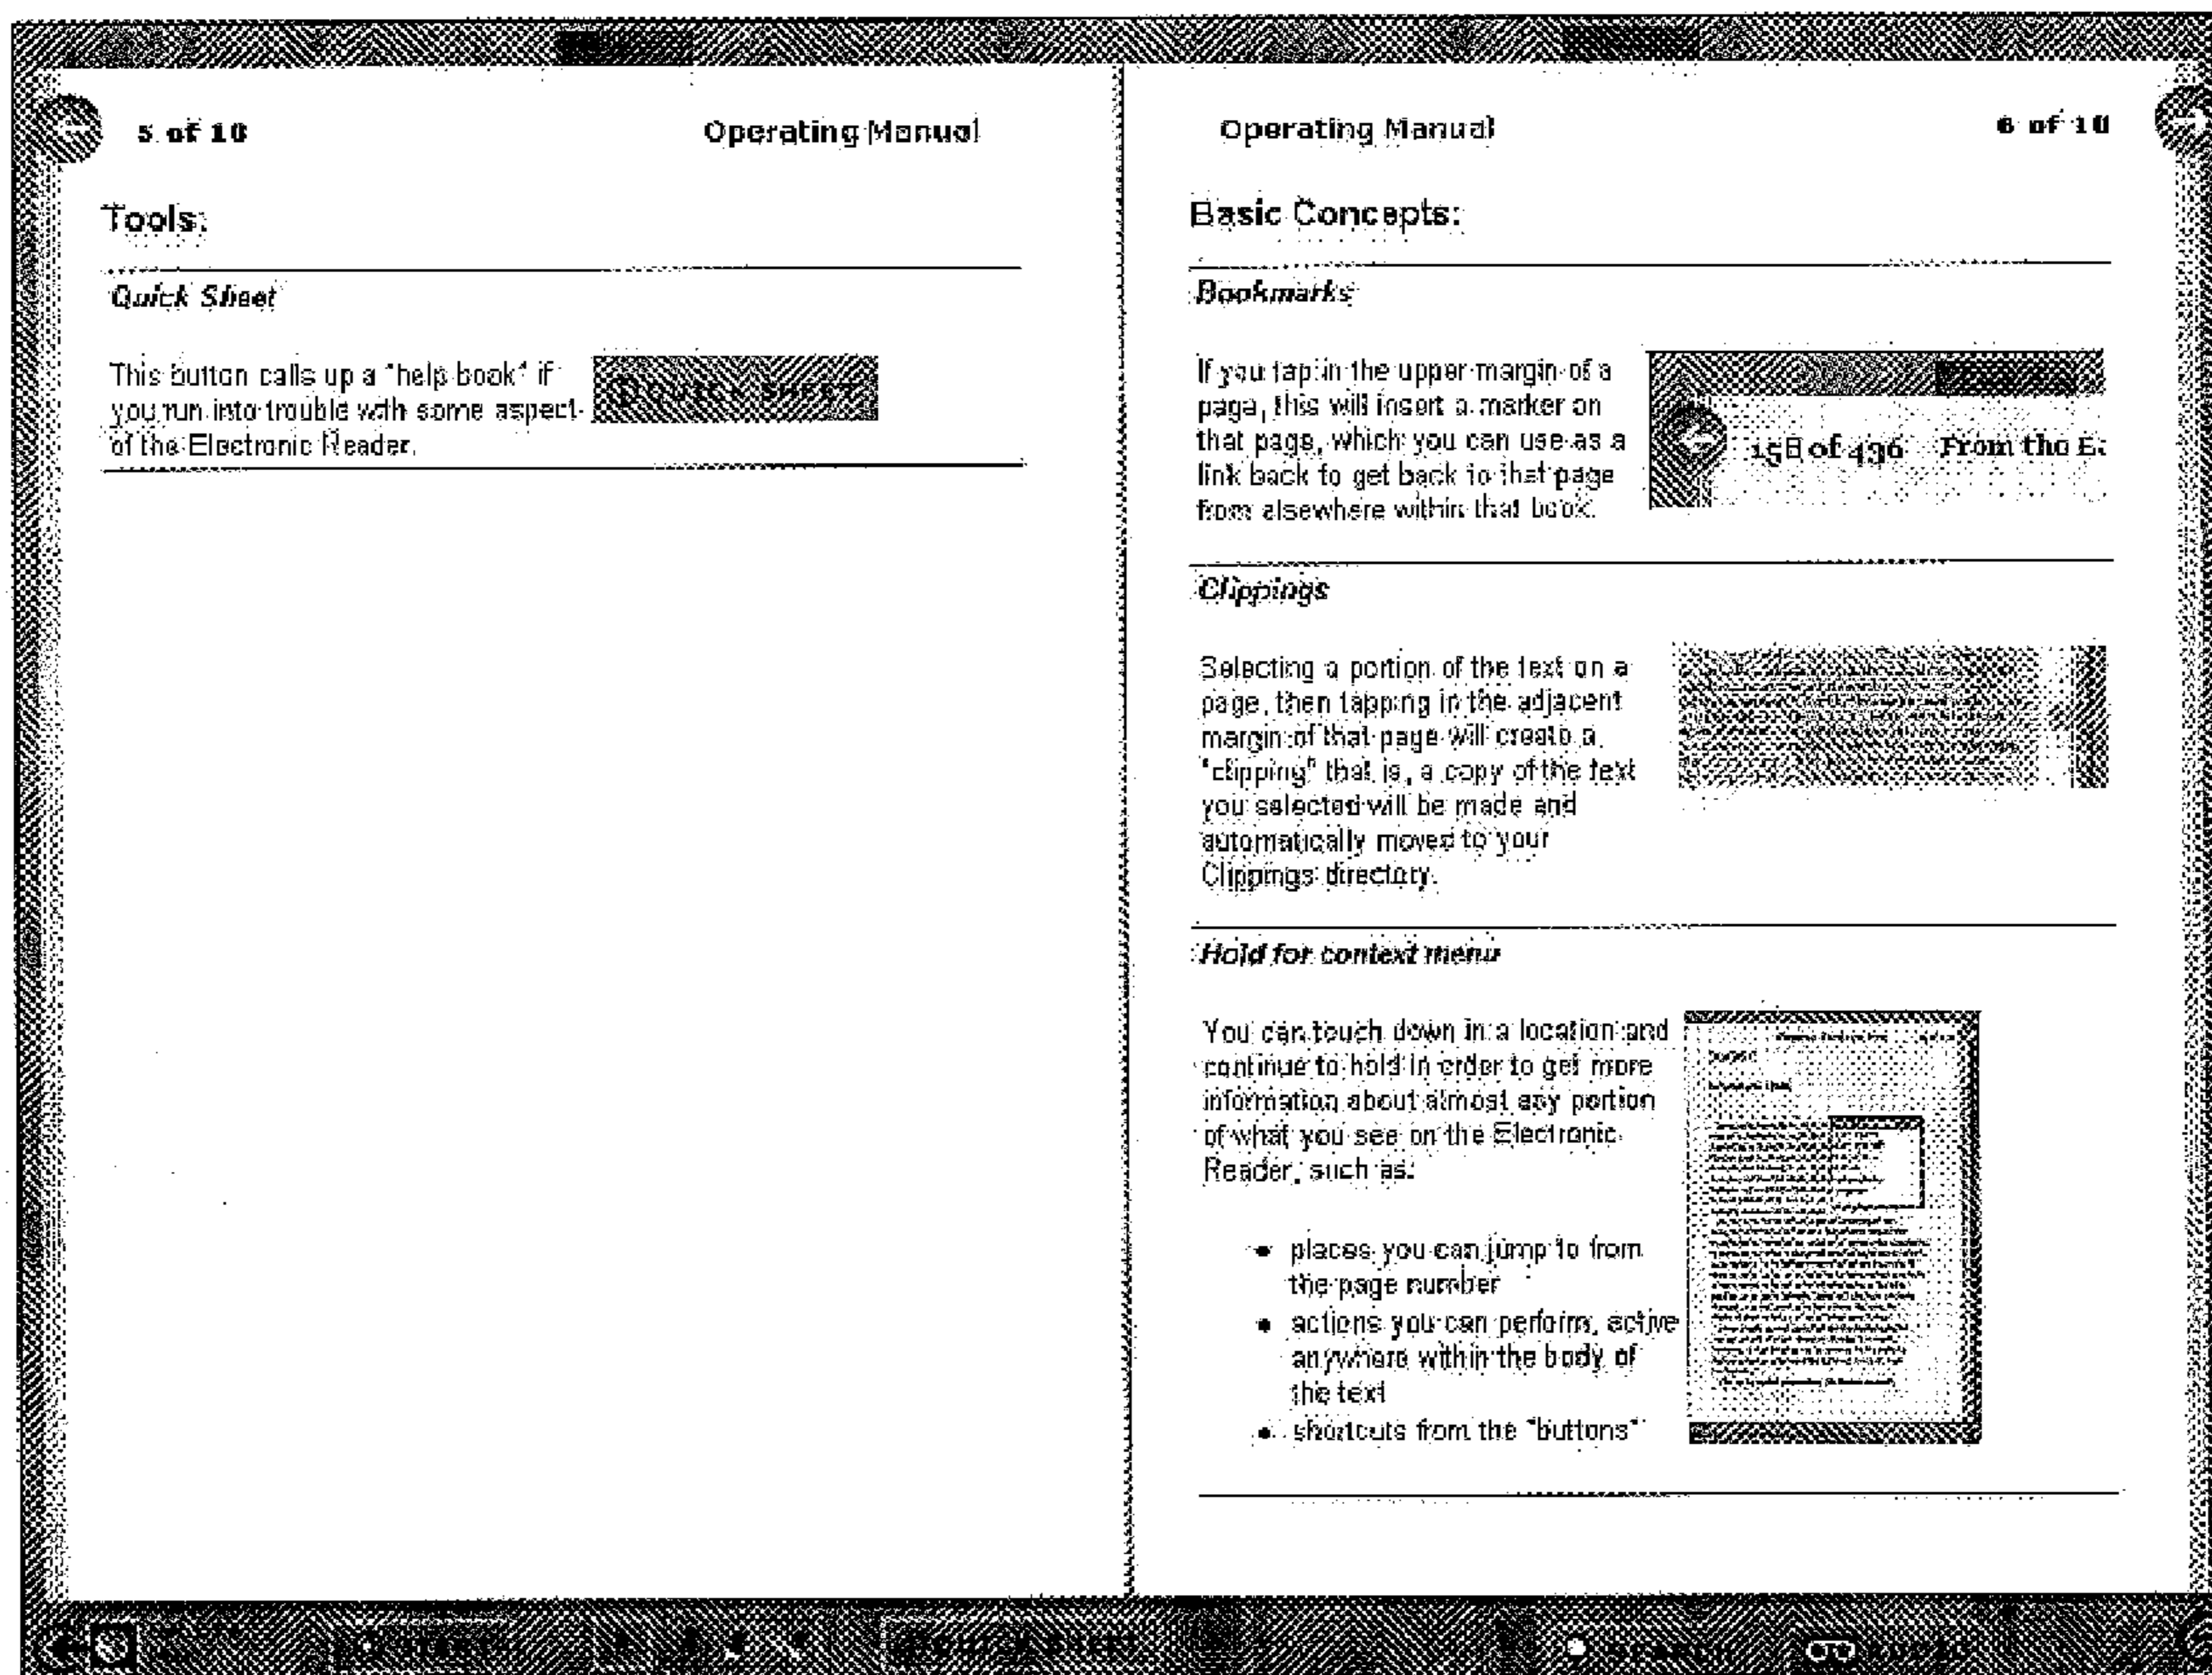 5 of 10
Operating Manual
Tools:
Quick Sheet
This button calls up a "help book" if
you run into trouble with some aspect
of the Electronic Reader.
QUICK SHEET
Operating Manual
6 of 10
Basic Concepts:
Bookmarks
If you tap in the upper margin of a
page, this will insert a marker on
that page, which you can use as a
link back to get back to that page
from elsewhere within that book.
158 of 436 From the E
Clippings
Selecting a portion of the text on a
page, then tapping in the adjacent
margin of that page will create a
"clipping" that is, a copy of the text
you selected will be made and
automatically moved to your
Clippings directory.
Hold for context menu
You can touch down in a location and
continue to hold in order to get more
information about almost any portion
of what you see on the Electronic
Reader, such as:
• places you can jump to from
the page number
• actions you can perform, active
anywhere within the body of
the text
• shortcuts from the "buttons"
QUICK SHEET
SEARCH